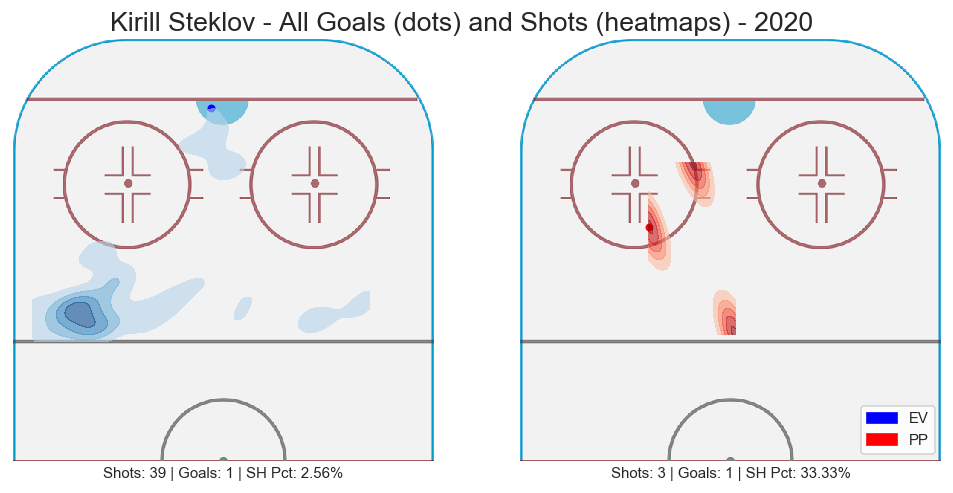 Kirill Steklov - All Goals (dots) and Shots (heatmaps) - 2020
EV
PP
Shots: 39 | Goals: 1 | SH Pct: 2.56%
Shots: 3 | Goals: 1 | SH Pct: 33.33%